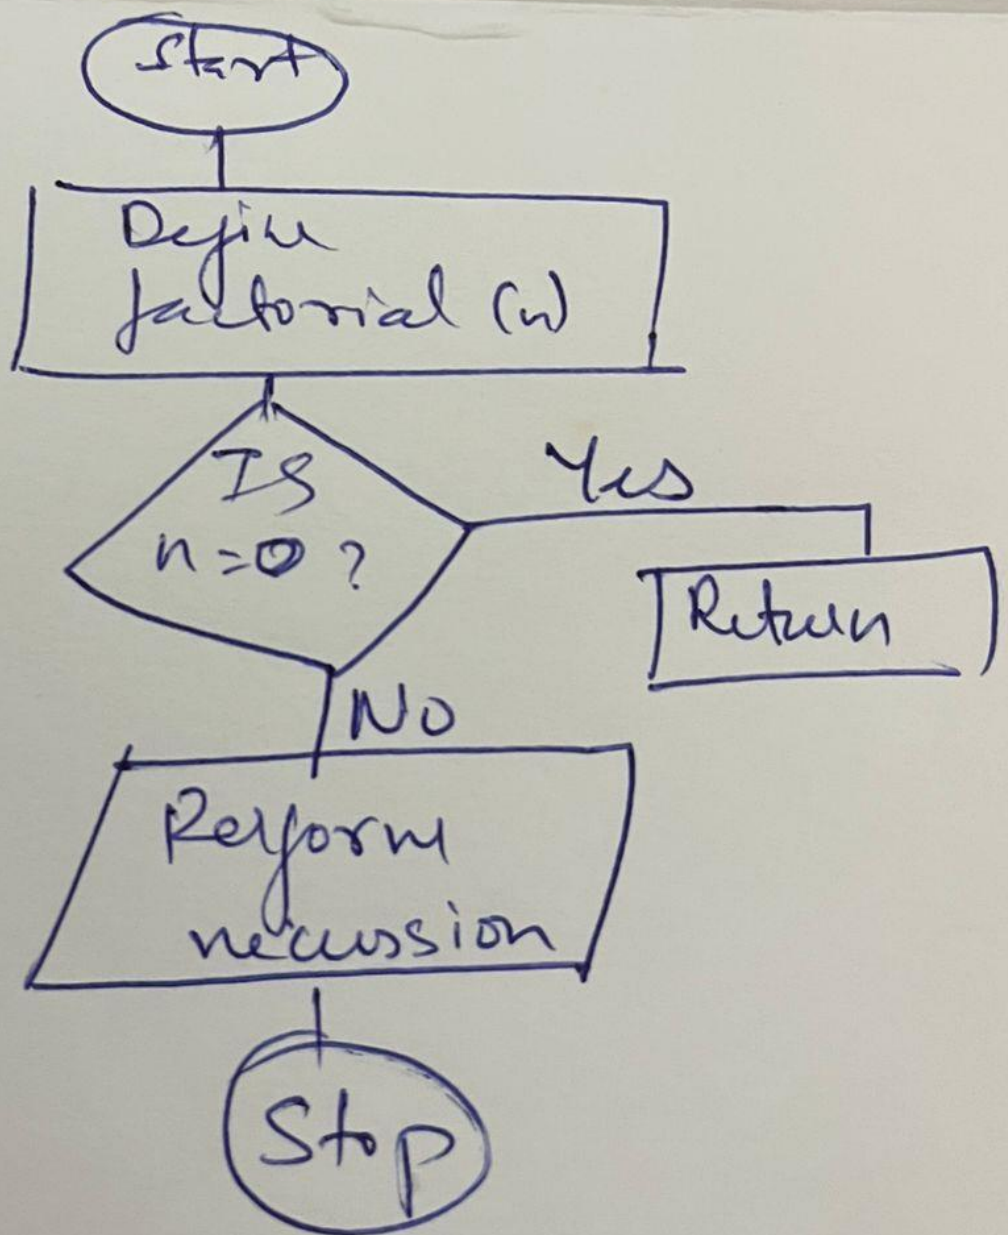 Start
Define
factorial (n)
Is
n=0 ?
Yes
Return
No
Perform
recussion
Stop